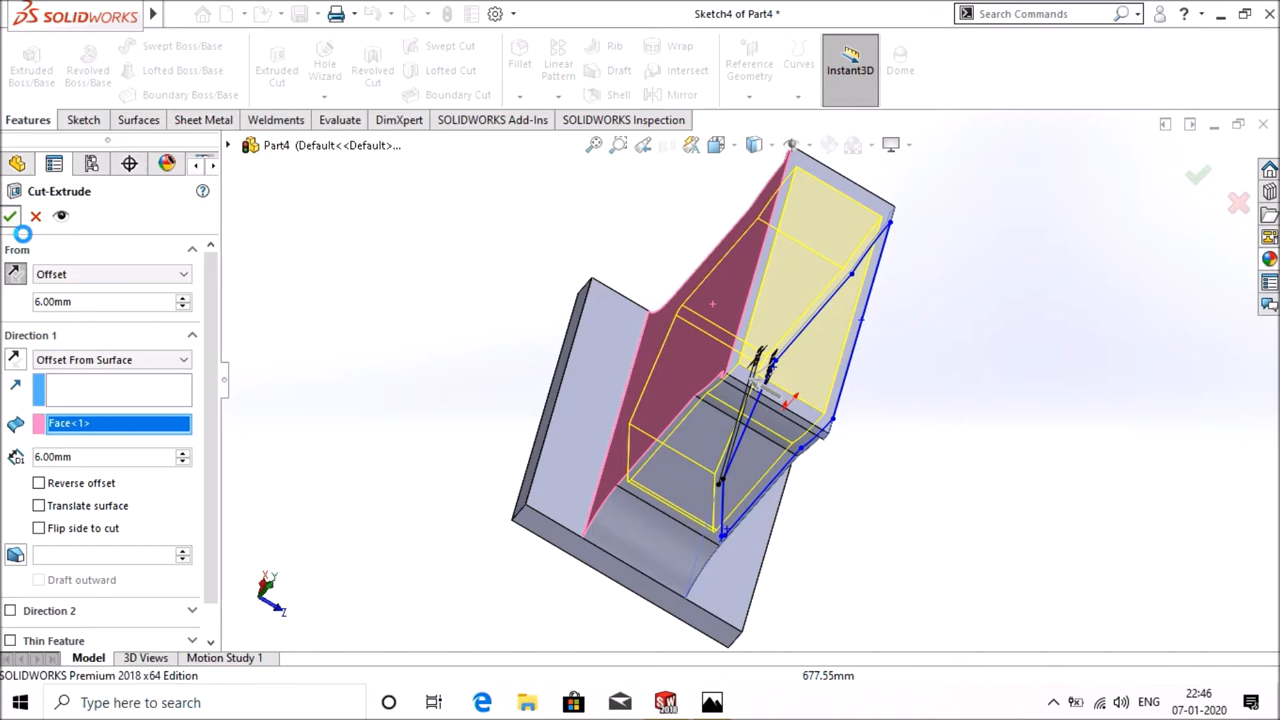 SOLIDWORKS
Sketch4 of Part4 *
Search Commands
?
Extruded Boss/Base
Revolved Boss/Base
Swept Boss/Base
Lofted Boss/Base
Boundary Boss/Base
Extruded Cut
Hole Wizard
Revolved Cut
Swept Cut
Lofted Cut
Boundary Cut
Fillet
Linear Pattern
Rib
Draft
Shell
Wrap
Intersect
Mirror
Reference Geometry
Curves
Instant3D
Dome
Features
Sketch
Surfaces
Sheet Metal
Weldments
Evaluate
DimXpert
SOLIDWORKS Add-Ins
SOLIDWORKS Inspection
Part4 (Default<<Default>...
Cut-Extrude
From
Offset
6.00mm
Direction 1
Offset From Surface
Face<1>
6.00mm
Reverse offset
Translate surface
Flip side to cut
Draft outward
Direction 2
Thin Feature
X Y
Z
Model
3D Views
Motion Study 1
SOLIDWORKS Premium 2018 x64 Edition
677.55mm
Type here to search
SW
2018
ENG
22:46
07-01-2020